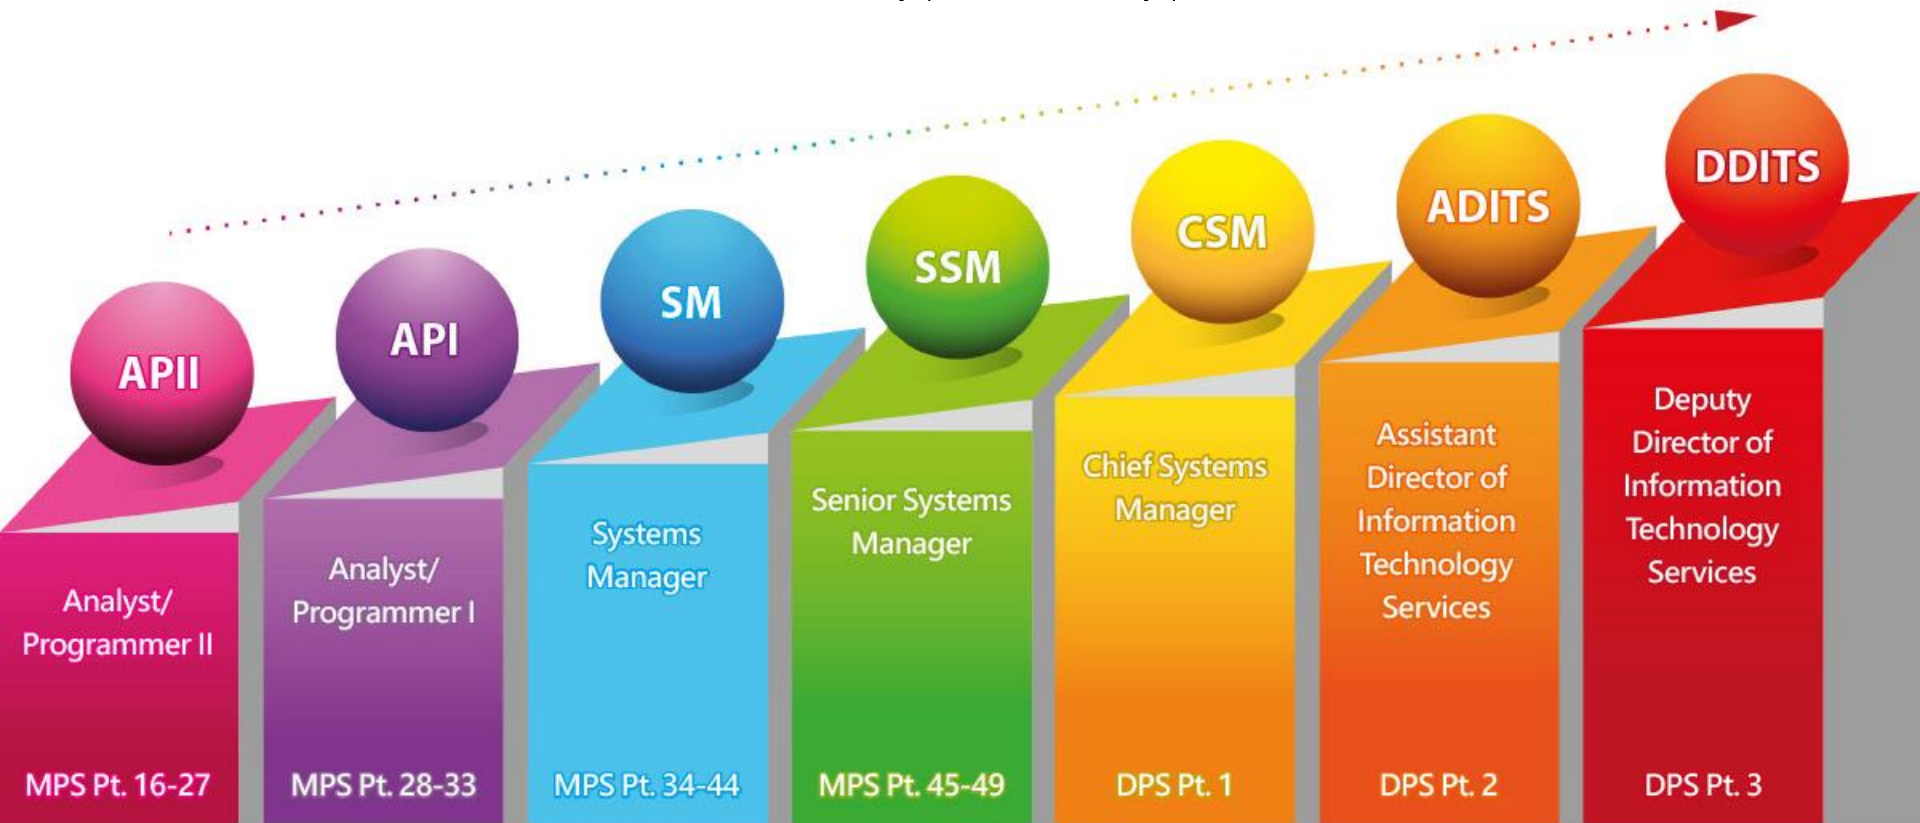 APII
API
SM
SSM
CSM
ADITS
DDITS
Analyst/
Programmer II
MPS Pt. 16-27
Analyst/
Programmer I
MPS Pt. 28-33
Systems
Manager
MPS Pt. 34-44
Senior Systems
Manager
MPS Pt. 45-49
Chief Systems
Manager
DPS Pt. 1
Assistant
Director of
Information
Technology
Services
DPS Pt. 2
Deputy
Director of
Information
Technology
Services
DPS Pt. 3